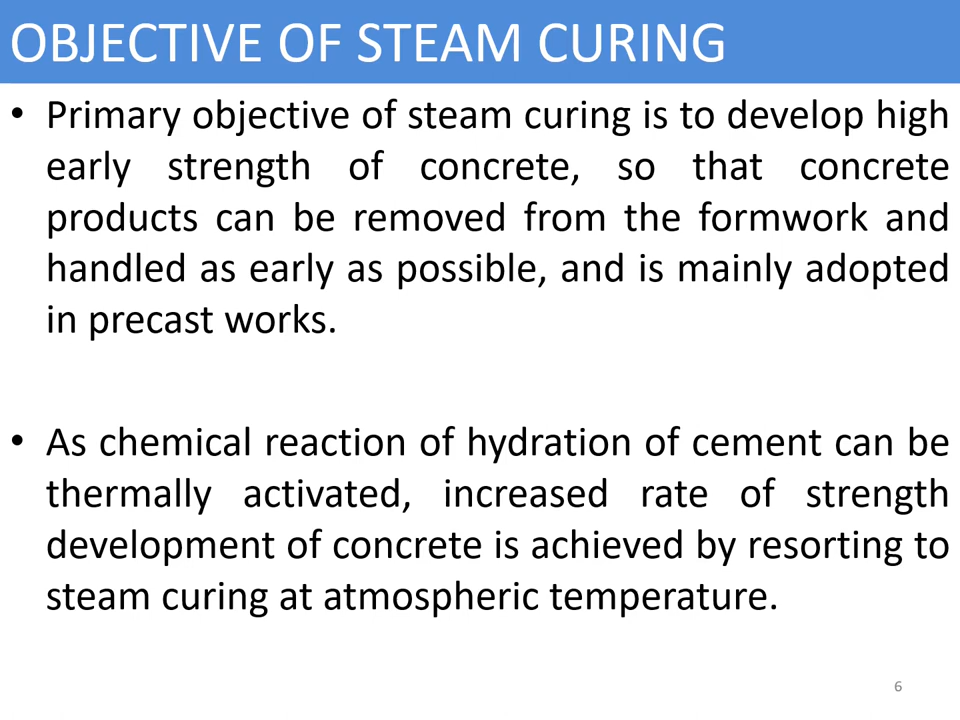 OBJECTIVE OF STEAM CURING
• Primary objective of steam curing is to develop high
early strength of concrete, so that concrete
products can be removed from the formwork and
handled as early as possible, and is mainly adopted
in precast works.
• As chemical reaction of hydration of cement can be
thermally activated, increased rate of strength
development of concrete is achieved by resorting to
steam curing at atmospheric temperature.
6